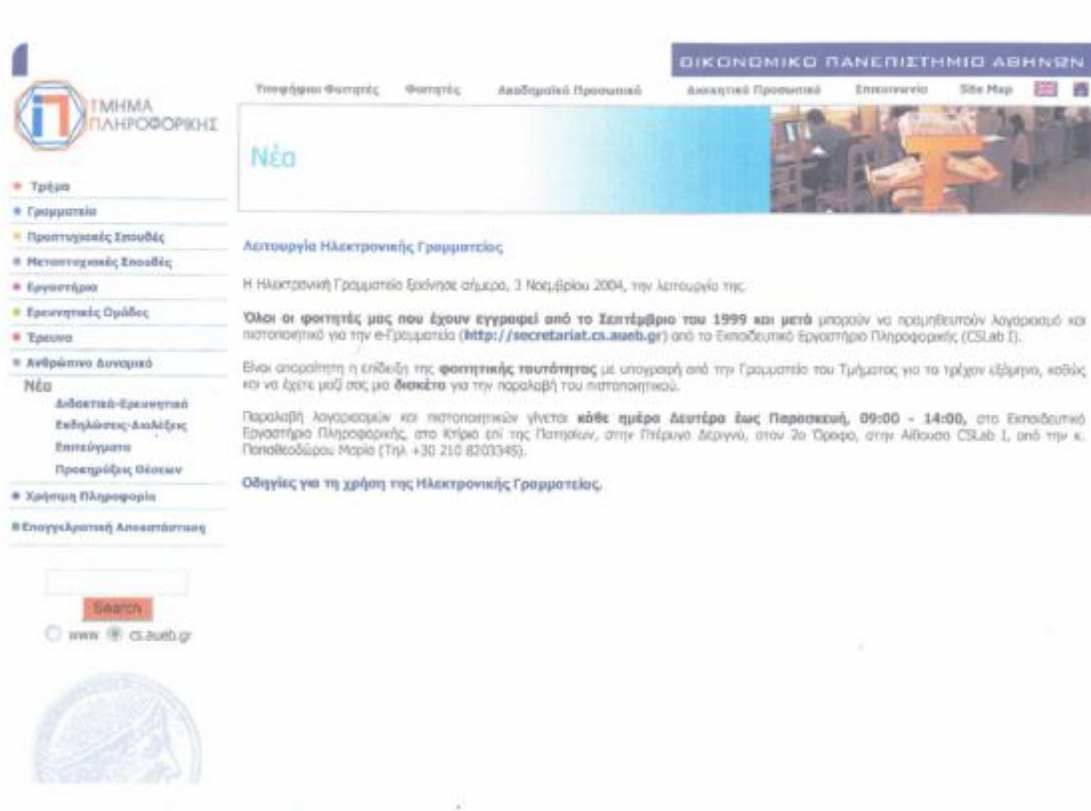 ΟΙΚΟΝΟΜΙΚΟ ΠΑΝΕΠΙΣΤΗΜΙΟ ΑΘΗΝΩΝ
Υποψήφιοι Φοιτητές Φοιτητές Ακαδημαϊκό Προσωπικό Διοικητικό Προσωπικό Επικοινωνία Site Map
ΤΜΗΜΑ
ΠΛΗΡΟΦΟΡΙΚΗΣ
Νέα
Τμήμα
Γραμματεία
Προπτυχιακές Σπουδές
Μεταπτυχιακές Σπουδές
Εργαστήρια
Ερευνητικές Ομάδες
Έρευνα
Ανθρώπινο Δυναμικό
Νέα
Διδακτικά-Ερευνητικά
Εκδηλώσεις-Διαλέξεις
Επιτεύγματα
Προκηρύξεις Θέσεων
Χρήσιμη Πληροφορία
Επαγγελματική Αποκατάσταση
Search
www cs.aueb.gr
Λειτουργία Ηλεκτρονικής Γραμματείας
Η Ηλεκτρονική Γραμματεία ξεκίνησε σήμερα, 3 Νοεμβρίου 2004, την λειτουργία της.
Όλοι οι φοιτητές μας που έχουν εγγραφεί από το Σεπτέμβριο του 1999 και μετά μπορούν να προμηθευτούν λογαριασμό και
πιστοποιητικό για την e-Γραμματεία (http://secretariat.cs.aueb.gr) από το Εκπαιδευτικό Εργαστήριο Πληροφορικής (CSLab I).
Είναι απαραίτητη η επίδειξη της φοιτητικής ταυτότητας με υπογραφή από την Γραμματεία του Τμήματος για το τρέχον εξάμηνο, καθώς
και να έχετε μαζί σας μια δισκέτα για την παραλαβή του πιστοποιητικού.
Παραλαβή λογαριασμών και πιστοποιητικών γίνεται κάθε ημέρα Δευτέρα έως Παρασκευή, 09:00 - 14:00, στο Εκπαιδευτικό
Εργαστήριο Πληροφορικής, στο Κτίριο επί της Πατησίων, στην Πτέρυγα Δεριγνύ, στον 2ο Όροφο, στην Αίθουσα CSLab I, από την κ.
Παπαθεοδώρου Μαρία (Τηλ. +30 210 8203345).
Οδηγίες για τη χρήση της Ηλεκτρονικής Γραμματείας.